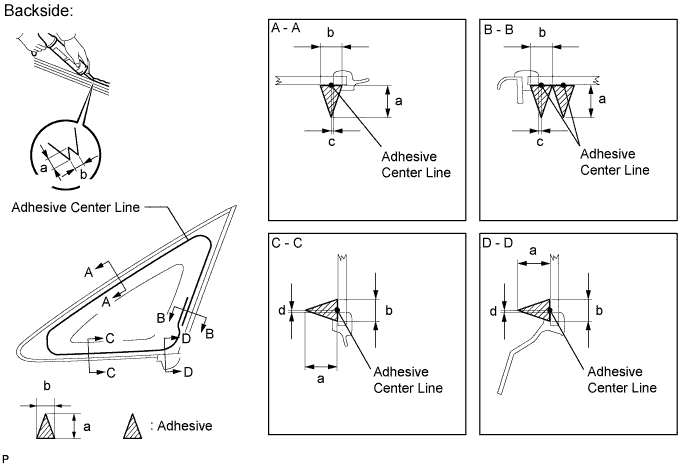 Backside:
a
b
Adhesive Center Line
A
A
B
B
C
C
D
D
b
a
: Adhesive
P
A - A
b
a
c
Adhesive
Center Line
B - B
b
a
c
Adhesive
Center Line
C - C
d
b
a
Adhesive
Center Line
D - D
a
d
b
Adhesive
Center Line